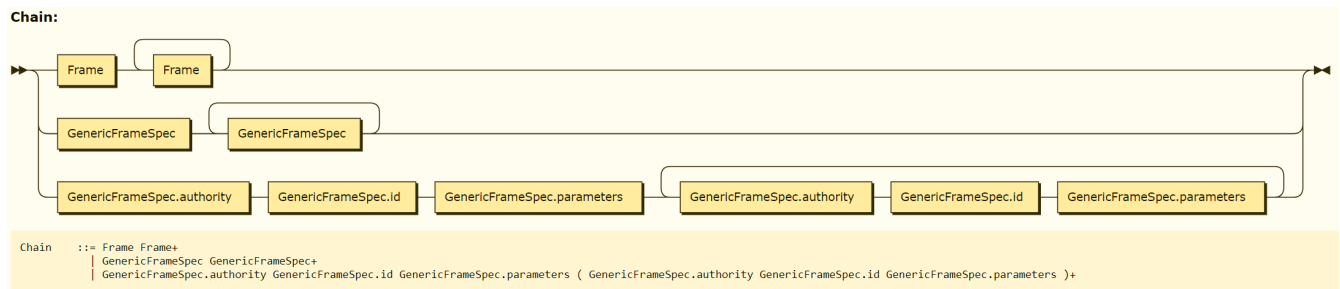 Chain:
Frame Frame
GenericFrameSpec GenericFrameSpec
GenericFrameSpec.authority GenericFrameSpec.id GenericFrameSpec.parameters GenericFrameSpec.authority GenericFrameSpec.id GenericFrameSpec.parameters
Chain ::= Frame Frame+
| GenericFrameSpec GenericFrameSpec+
| GenericFrameSpec.authority GenericFrameSpec.id GenericFrameSpec.parameters ( GenericFrameSpec.authority GenericFrameSpec.id GenericFrameSpec.parameters )+